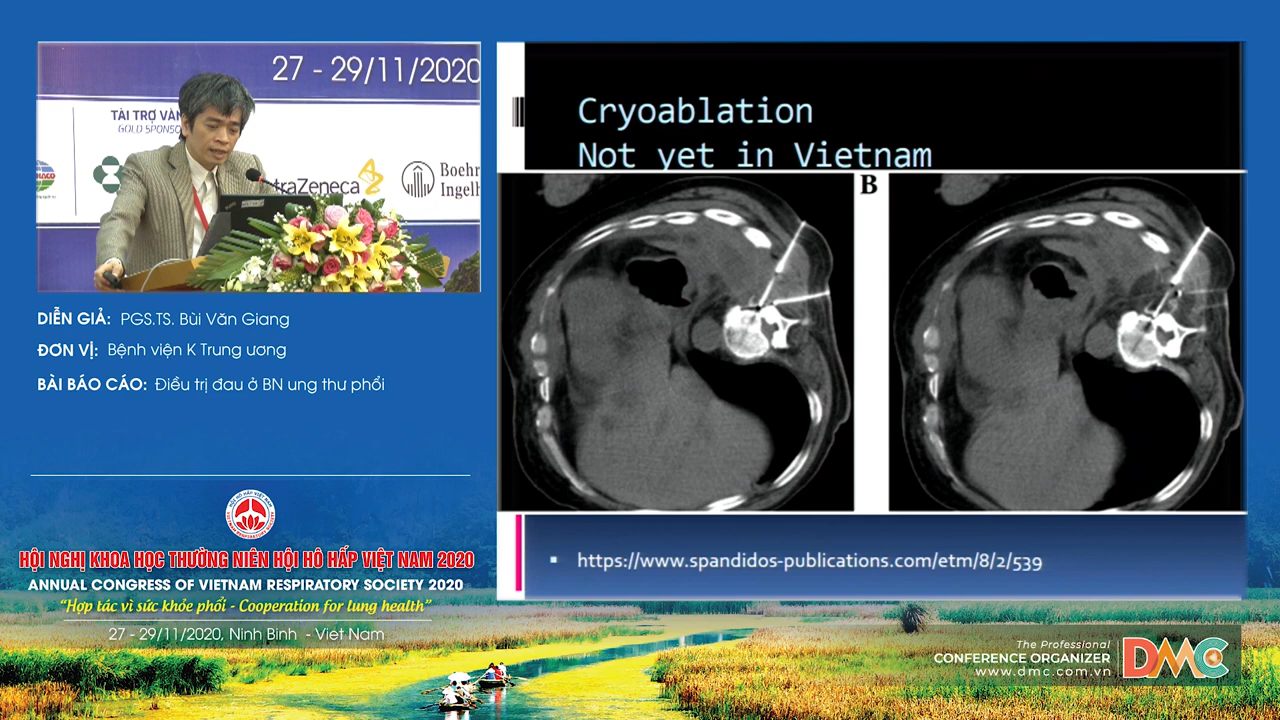 27 - 29/11/2020
TÀI TRỢ VÀN
GOLD SPONSO
traZeneca
Boehr
Ingelh
DIỄN GIẢ: PGS.TS. Bùi Văn Giang
ĐƠN VỊ: Bệnh viện K Trung ương
BÀI BÁO CÁO: Điều trị đau ở BN ung thư phổi
HỘI NGHỊ KHOA HỌC THƯỜNG NIÊN HỘI HÔ HẤP VIỆT NAM 2020
ANNUAL CONGRESS OF VIETNAM RESPIRATORY SOCIETY 2020
“Hợp tác vì sức khỏe phổi - Cooperation for lung health”
27 - 29/11/2020, Ninh Binh - Viet Nam
Cryoablation
Not yet in Vietnam
B
https://www.spandidos-publications.com/etm/8/2/539
The Professional
CONFERENCE ORGANIZER
www.dmc.com.vn
DMC